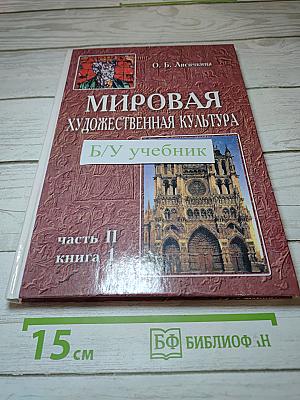 О. Б. Лисичкина
МИРОВАЯ
ХУДОЖЕСТВЕННАЯ КУЛЬТУРА
Б/У учебник
часть II
книга 1
15 см
БФ БИБЛИОФАН